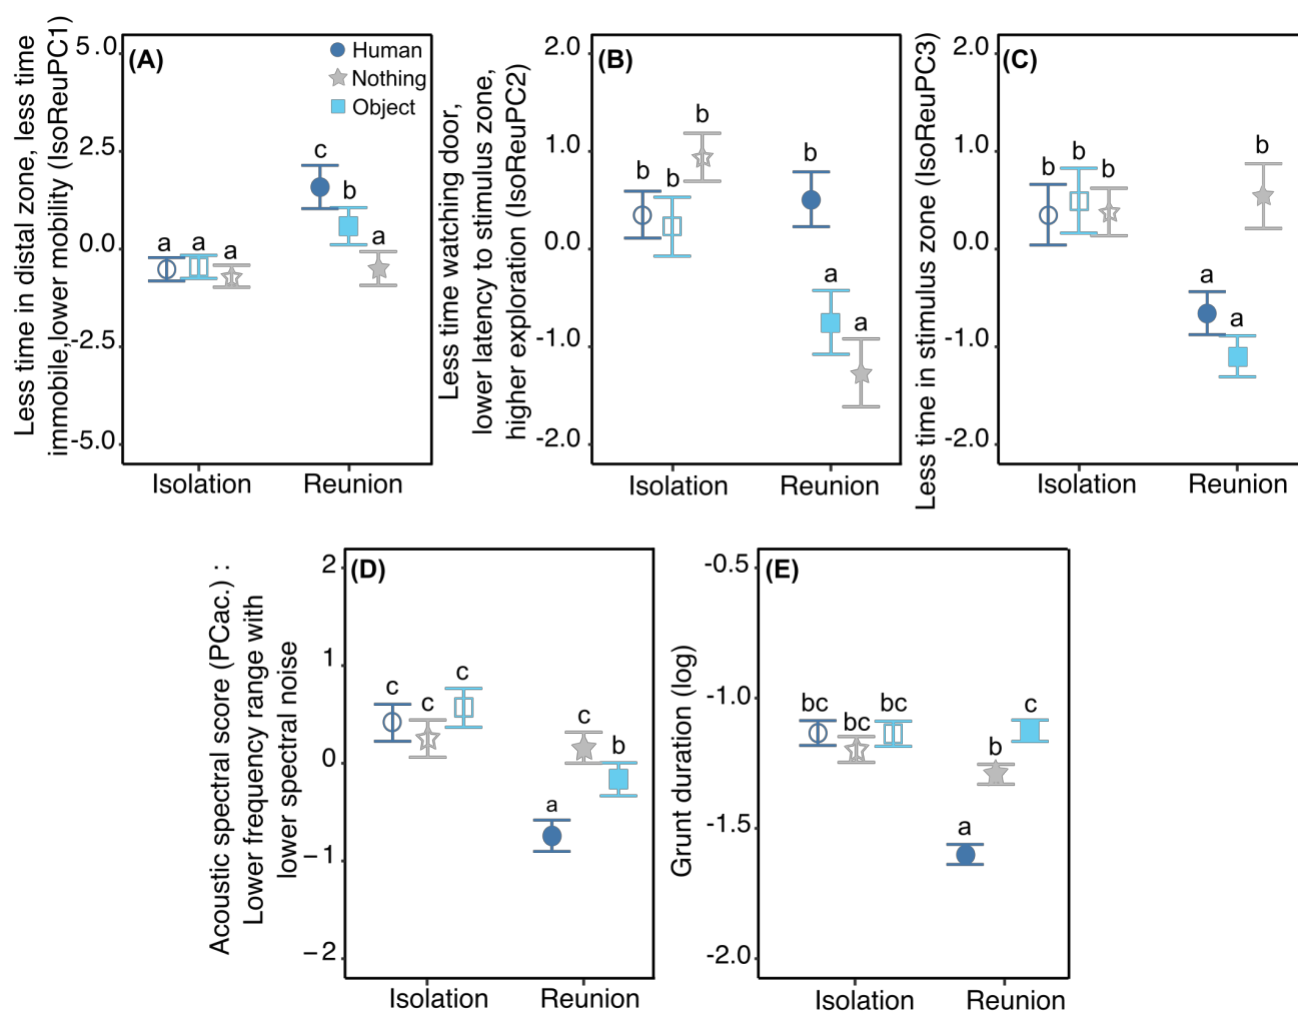 Less time in distal zone, less time
immobile,lower mobility (IsoReuPC1)
5.0
2.5
0.0
-2.5
-5.0
(A)
Human
Nothing
Object
a
a
a
c
b
a
Isolation
Reunion
Less time watching door,
lower latency to stimulus zone,
higher exploration (IsoReuPC2)
2.0
1.0
0.0
-1.0
-2.0
(B)
b
b
b
b
a
a
Isolation
Reunion
Less time in stimulus zone (IsoReuPC3)
2.0
1.0
0.0
-1.0
-2.0
(C)
b
b
b
a
a
b
Isolation
Reunion
Acoustic spectral score (PCac.) :
Lower frequency range with
lower spectral noise
2
1
0
−1
−2
(D)
c
c
c
a
c
b
Isolation
Reunion
Grunt duration (log)
-0.5
-1.0
-1.5
-2.0
(E)
bc
bc
bc
a
b
c
Isolation
Reunion